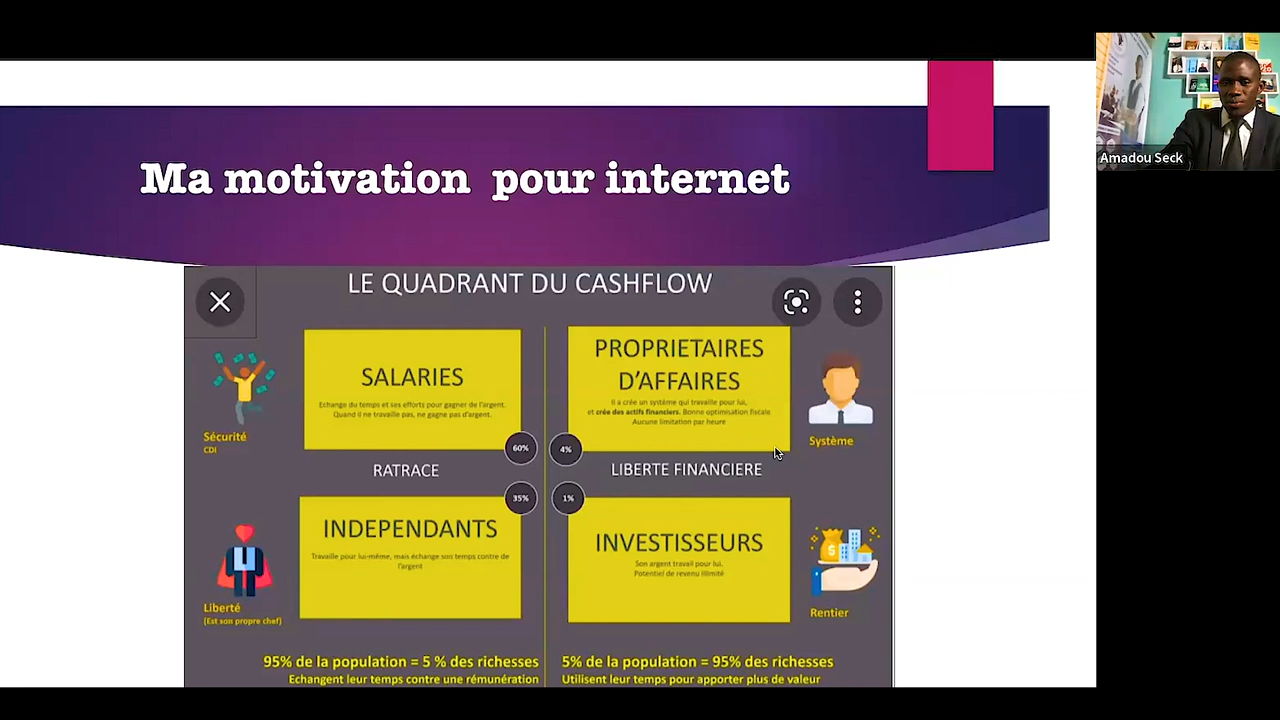 Ma motivation pour internet
Amadou Seck
LE QUADRANT DU CASHFLOW
SALARIES
Echange du temps et ses efforts pour gagner de l'argent.
Quand il ne travaille pas, ne gagne pas d'argent.
Sécurité
CDI
60%
PROPRIETAIRES
D'AFFAIRES
Il a crée un système qui travaille pour lui,
et crée des actifs financiers. Bonne optimisation fiscale
Aucune limitation par heure
Système
4%
RATRACE
LIBERTE FINANCIERE
35%
1%
INDEPENDANTS
Travaille pour lui-même, mais échange son temps contre de
l'argent
Liberté
(Est son propre chef)
INVESTISSEURS
Son argent travail pour lui.
Potentiel de revenu illimité
Rentier
95% de la population = 5 % des richesses
Echangent leur temps contre une rémunération
5% de la population = 95% des richesses
Utilisent leur temps pour apporter plus de valeur